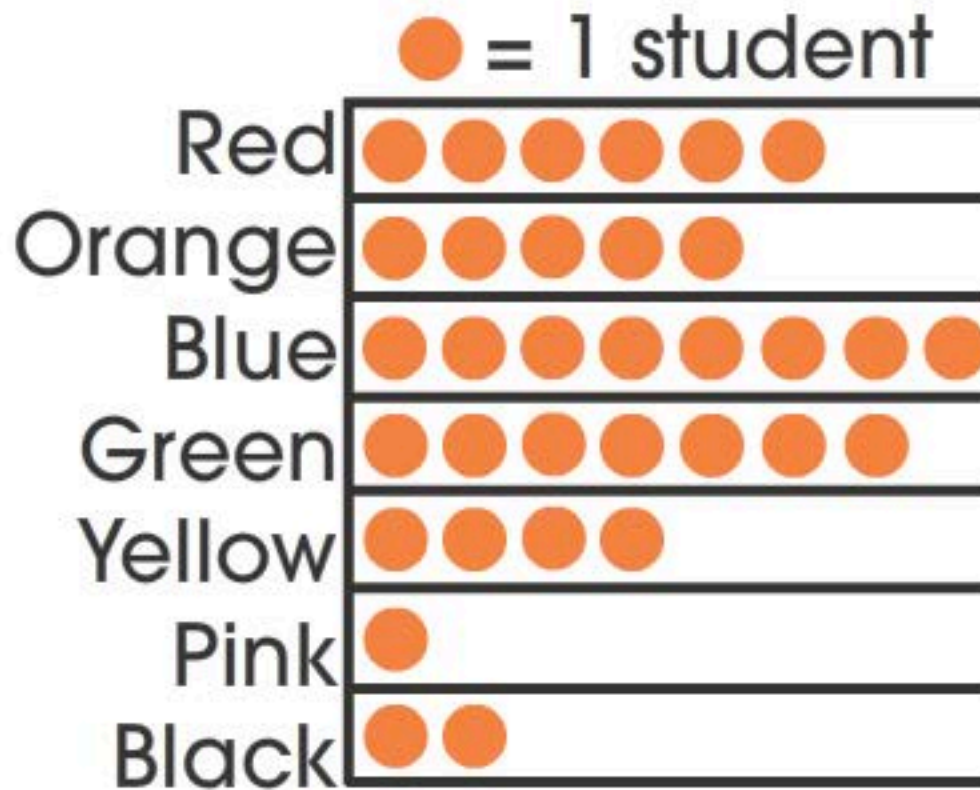 = 1 student
Red
Orange
Blue
Green
Yellow
Pink
Black